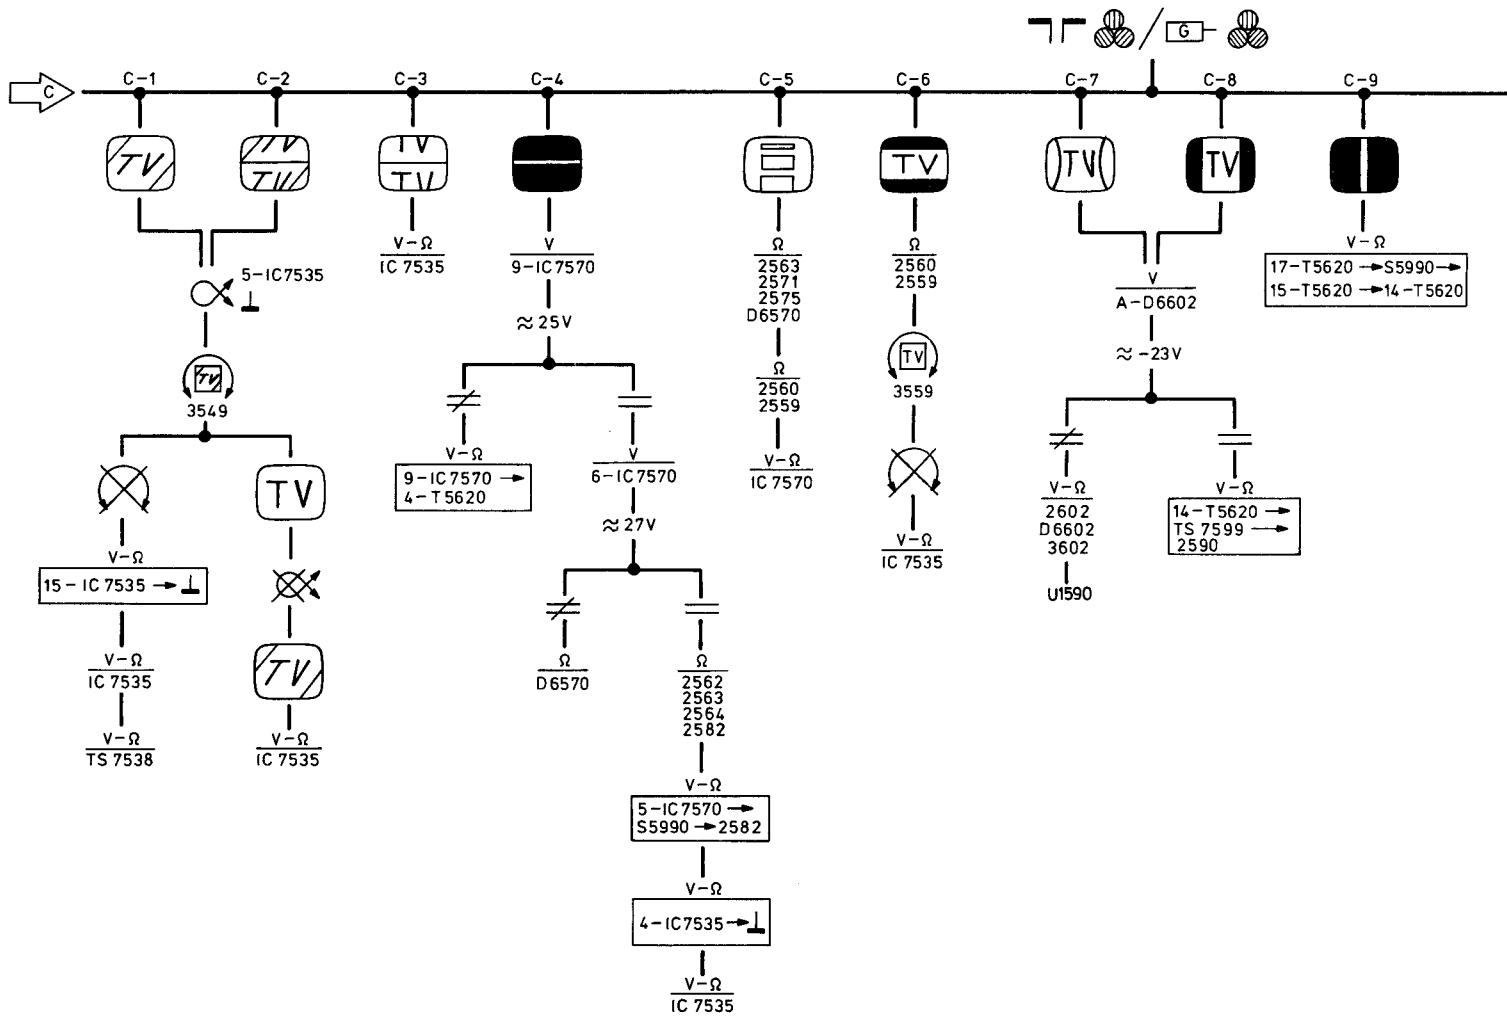 G
C
C-1
C-2
C-3
C-4
C-5
C-6
C-7
C-8
C-9
TV
TV
TV
TV
TV
TV
TV
TV
5-IC7535
TV
3549
V-Ω
15-IC7535 → ⊥
V-Ω
IC 7535
V-Ω
TS 7538
TV
TV
V-Ω
IC 7535
V-Ω
IC 7535
V
9-IC7570
≈ 25V
V-Ω
9-IC7570 →
4-T5620
V
6-IC7570
≈ 27V
Ω
D6570
Ω
2562
2563
2564
2582
V-Ω
5-IC7570 →
S5990 → 2582
V-Ω
4-IC7535 → ⊥
V-Ω
IC 7535
Ω
2563
2571
2575
D6570
Ω
2560
2559
V-Ω
IC 7570
Ω
2560
2559
TV
3559
V-Ω
IC 7535
V
A-D6602
≈ -23V
V-Ω
2602
D6602
3602
U1590
V-Ω
14-T5620 →
TS 7599 →
2590
V-Ω
17-T5620 → S5990 →
15-T5620 → 14-T5620